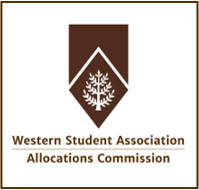 Western Student Association
Allocations Commission